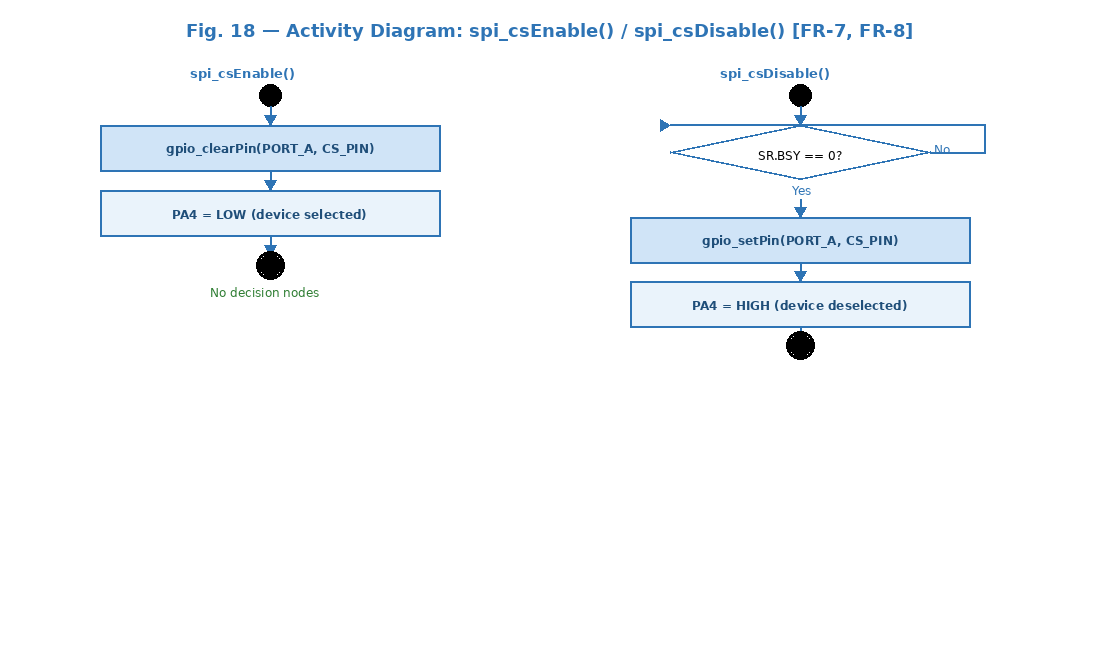 Fig. 18 — Activity Diagram: spi_csEnable() / spi_csDisable() [FR-7, FR-8]
spi_csEnable()
gpio_clearPin(PORT_A, CS_PIN)
PA4 = LOW (device selected)
No decision nodes
spi_csDisable()
SR.BSY == 0?
No
Yes
gpio_setPin(PORT_A, CS_PIN)
PA4 = HIGH (device deselected)